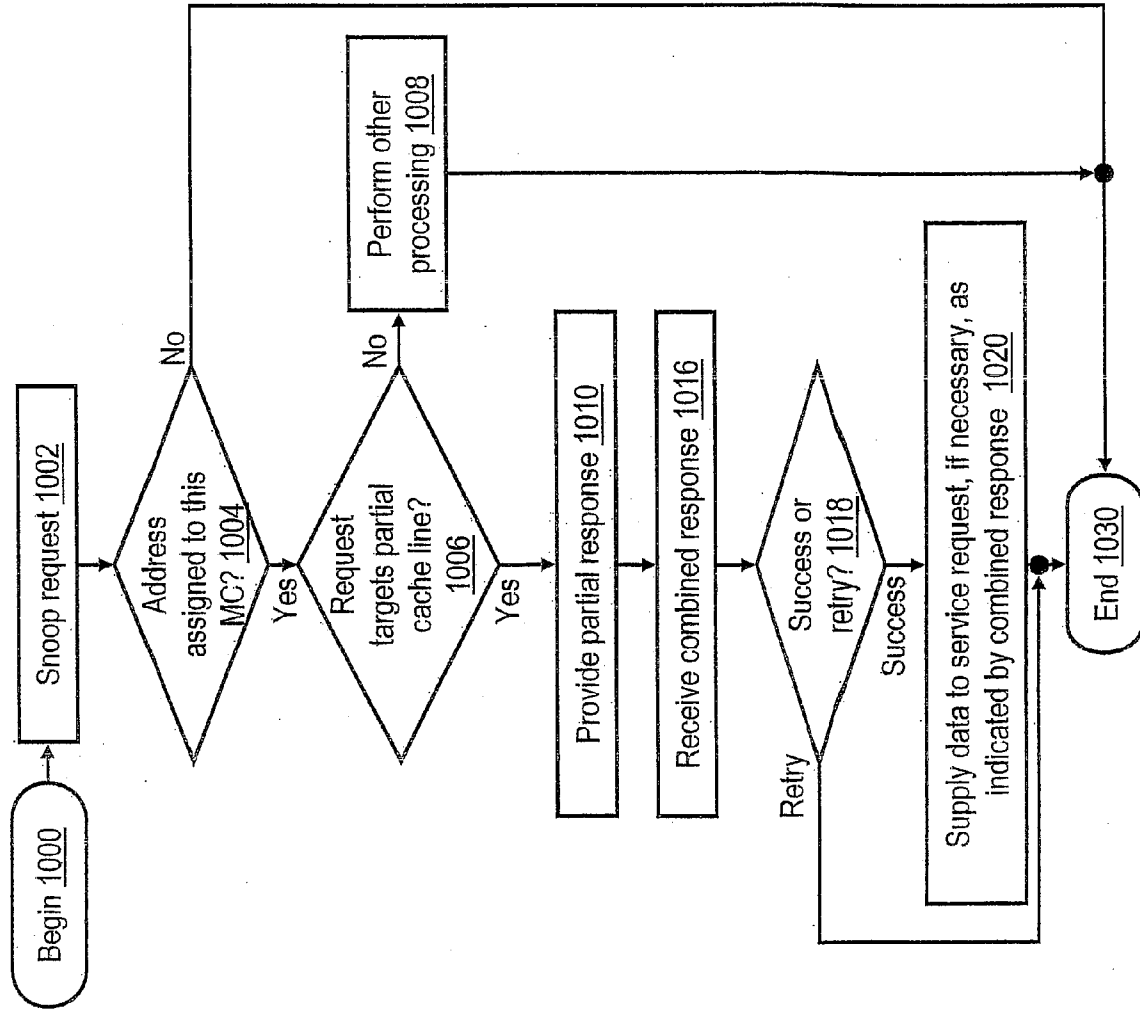 Begin 1000
Snoop request 1002
Address
assigned to this
MC? 1004
No
Yes
Request
targets partial
cache line?
1006
No
Perform other
processing 1008
Yes
Provide partial response 1010
Receive combined response 1016
Success or
retry? 1018
Retry
Success
Supply data to service request, if necessary, as
indicated by combined response 1020
End 1030